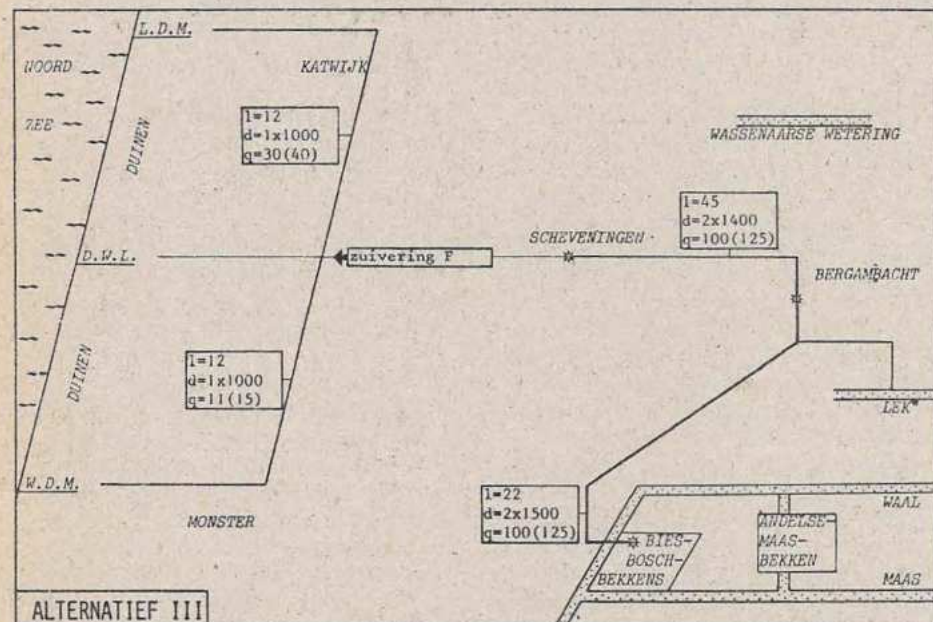 L.D.M.
NOORD
KATWIJK
ZEE
DUINEN
l=12
d=1x1000
q=30(40)
WASSENAARSE WETERING
l=45
d=2x1400
q=100(125)
SCHEVENINGEN
D.W.L.
zuivering F
BERGAMBACHT
DUINEN
l=12
d=1x1000
q=11(15)
LEK
W.D.M.
MONSTER
l=22
d=2x1500
q=100(125)
WAAL
BIES-
BOSCH-
BEKKENS
ANDELSE-
MAAS-
BEKKEN
MAAS
ALTERNATIEF III